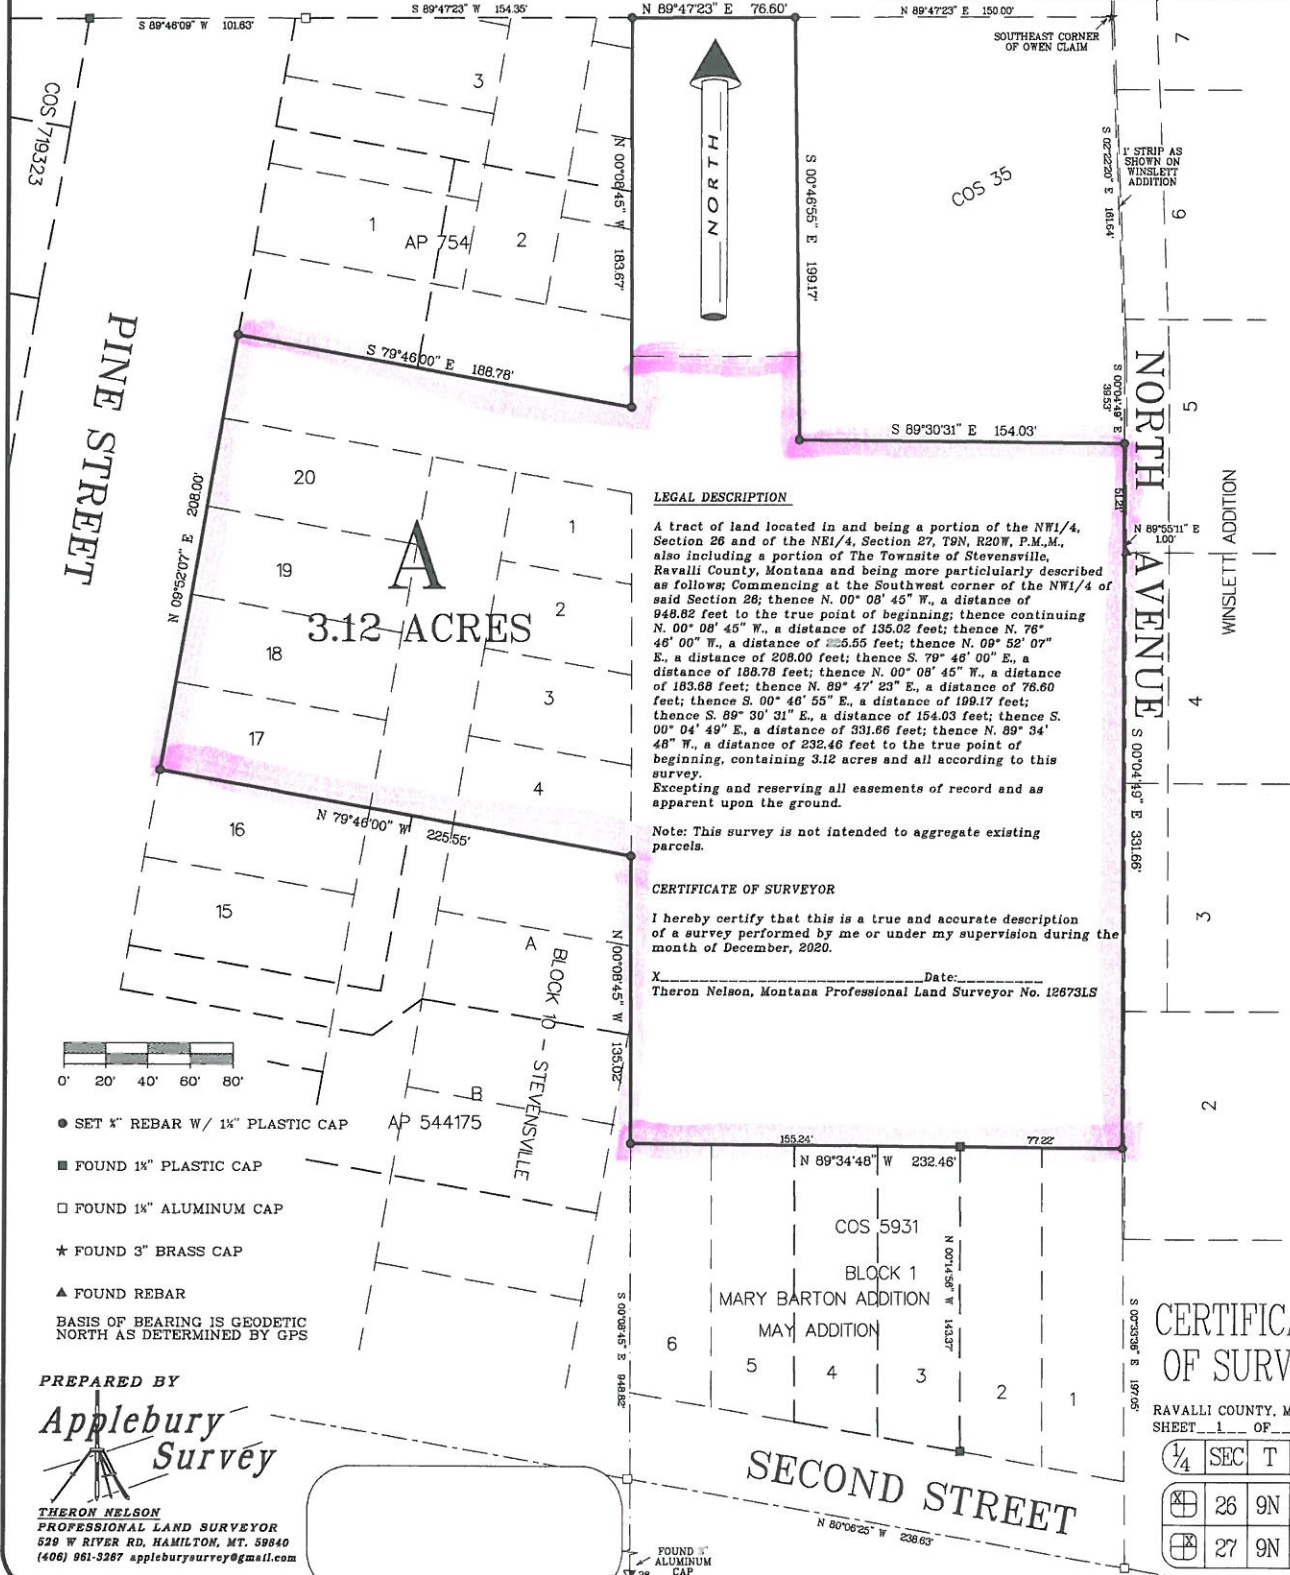 S 89°46'09" W 101.63'
S 89°47'23" W 154.35'
N 89°47'23" E 76.60'
N 89°47'23" E 150.00'
SOUTHEAST CORNER
OF OWEN CLAIM
7
COS 719323
3
N 00°08'45" W 183.67'
NORTH
S 00°46'55" E 199.17'
COS 35
S 02°22'20" E 161.64'
1' STRIP AS
SHOWN ON
WINSLETT
ADDITION
6
1
AP 754
2
PINE STREET
S 79°46'00" E 188.78'
S 00°04'49" E
39.53'
NORTH AVENUE
5
S 89°30'31" E 154.03'
N 09°52'07" E 208.00'
20
1
19
A
3.12 ACRES
2
18
3
17
4
51.21'
N 89°55'11" E
1.00'
WINSLETT ADDITION
4
LEGAL DESCRIPTION
A tract of land located in and being a portion of the NW1/4,
Section 26 and of the NE1/4, Section 27, T9N, R20W, P.M.,M.,
also including a portion of The Townsite of Stevensville,
Ravalli County, Montana and being more particlularly described
as follows; Commencing at the Southwest corner of the NW1/4 of
said Section 26; thence N. 00° 08' 45" W., a distance of
948.82 feet to the true point of beginning; thence continuing
N. 00° 08' 45" W., a distance of 135.02 feet; thence N. 76°
46' 00" W., a distance of 225.55 feet; thence N. 09° 52' 07"
E., a distance of 208.00 feet; thence S. 79° 46' 00" E., a
distance of 188.78 feet; thence N. 00° 08' 45" W., a distance
of 183.68 feet; thence N. 89° 47' 23" E., a distance of 76.60
feet; thence S. 00° 46' 55" E., a distance of 199.17 feet;
thence S. 89° 30' 31" E., a distance of 154.03 feet; thence S.
00° 04' 49" E., a distance of 331.66 feet; thence N. 89° 34'
48" W., a distance of 232.46 feet to the true point of
beginning, containing 3.12 acres and all according to this
survey.
Excepting and reserving all easements of record and as
apparent upon the ground.
Note: This survey is not intended to aggregate existing
parcels.
CERTIFICATE OF SURVEYOR
I hereby certify that this is a true and accurate description
of a survey performed by me or under my supervision during the
month of December, 2020.
X______________________________Date:__________
Theron Nelson, Montana Professional Land Surveyor No. 12673LS
S 00°04'49" E 331.66'
3
N 79°46'00" W 225.55'
16
15
A
BLOCK 10 - STEVENSVILLE
N 00°08'45" W 135.02'
B
AP 544175
2
0' 20' 40' 60' 80'
SET REBAR W/ PLASTIC CAP
FOUND PLASTIC CAP
FOUND ALUMINUM CAP
FOUND 3" BRASS CAP
FOUND REBAR
BASIS OF BEARING IS GEODETIC
NORTH AS DETERMINED BY GPS
155.24' 77.22'
N 89°34'48" W 232.46'
COS 5931
BLOCK 1
MARY BARTON ADDITION
MAY ADDITION
N 00°14'56" W 143.37'
S 00°08'45" E 948.82'
S 00°33'38" E 197.05'
6
5
4
3
2
1
SECOND STREET
N 80°06'25" W 238.63'
FOUND
ALUMINUM
CAP
28
PREPARED BY
Applebury
Survey
THERON NELSON
PROFESSIONAL LAND SURVEYOR
529 W RIVER RD, HAMILTON, MT. 59840
(406) 961-3267 appleburysurvey@gmail.com
CERTIFICA
OF SURV
RAVALLI COUNTY, M
SHEET__1__ OF__
1/4 SEC T
X 26 9N
X 27 9N